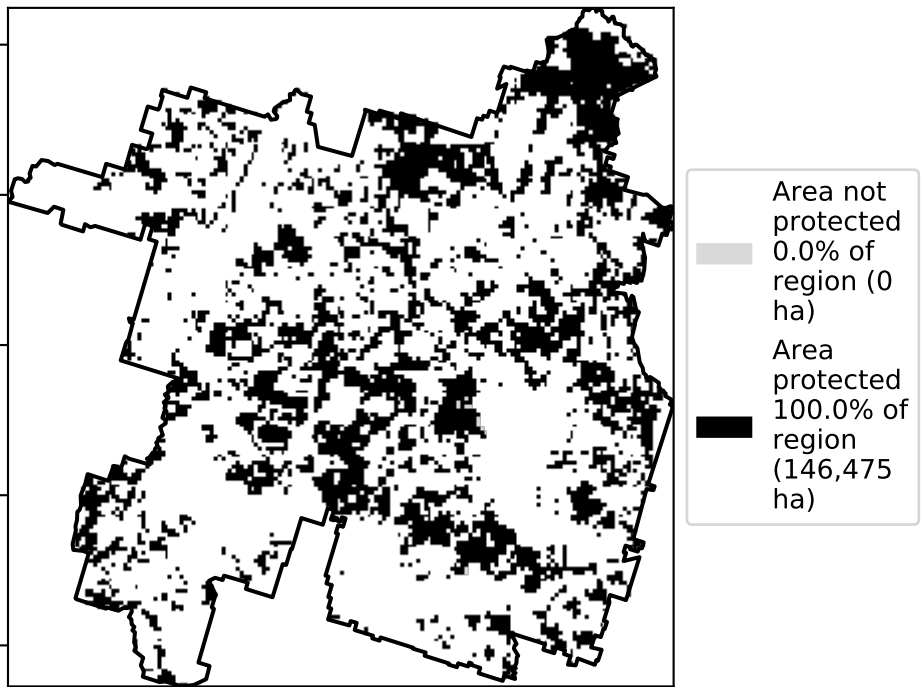 Area not
protected
0.0% of
region (0
ha)
Area
protected
100.0% of
region
(146,475
ha)